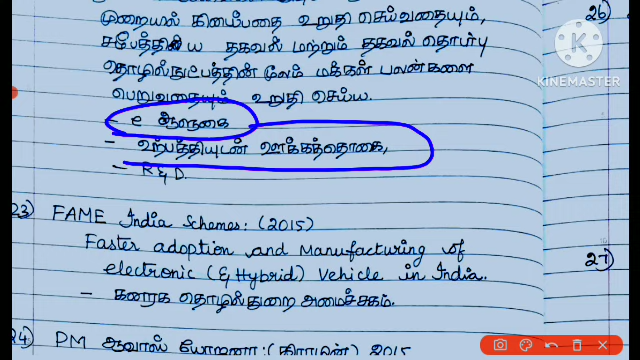 முறையில் கிடைப்பதை உறுதி செய்வதையும்,
சமீபத்திய தகவல் மற்றும் தகவல் தொடர்பு
தொழில்நுட்பத்தின் மூலம் மக்கள் பலன்களை
பெறுவதையும் உறுதி செய்ய.
- e ஆளுகை
- உற்பத்தியுடன் ஊக்கத்தொகை,
- R & D.
23) FAME India Schemes: (2015)
Faster adoption and Manufacturing of
electronic (& Hybrid) Vehicle in India.
- கனரக தொழில்துறை அமைச்சகம்.
24) PM ஆவாஸ் யோஜனா: (கிராமின்) 2015
26)
27)
KINEMASTER